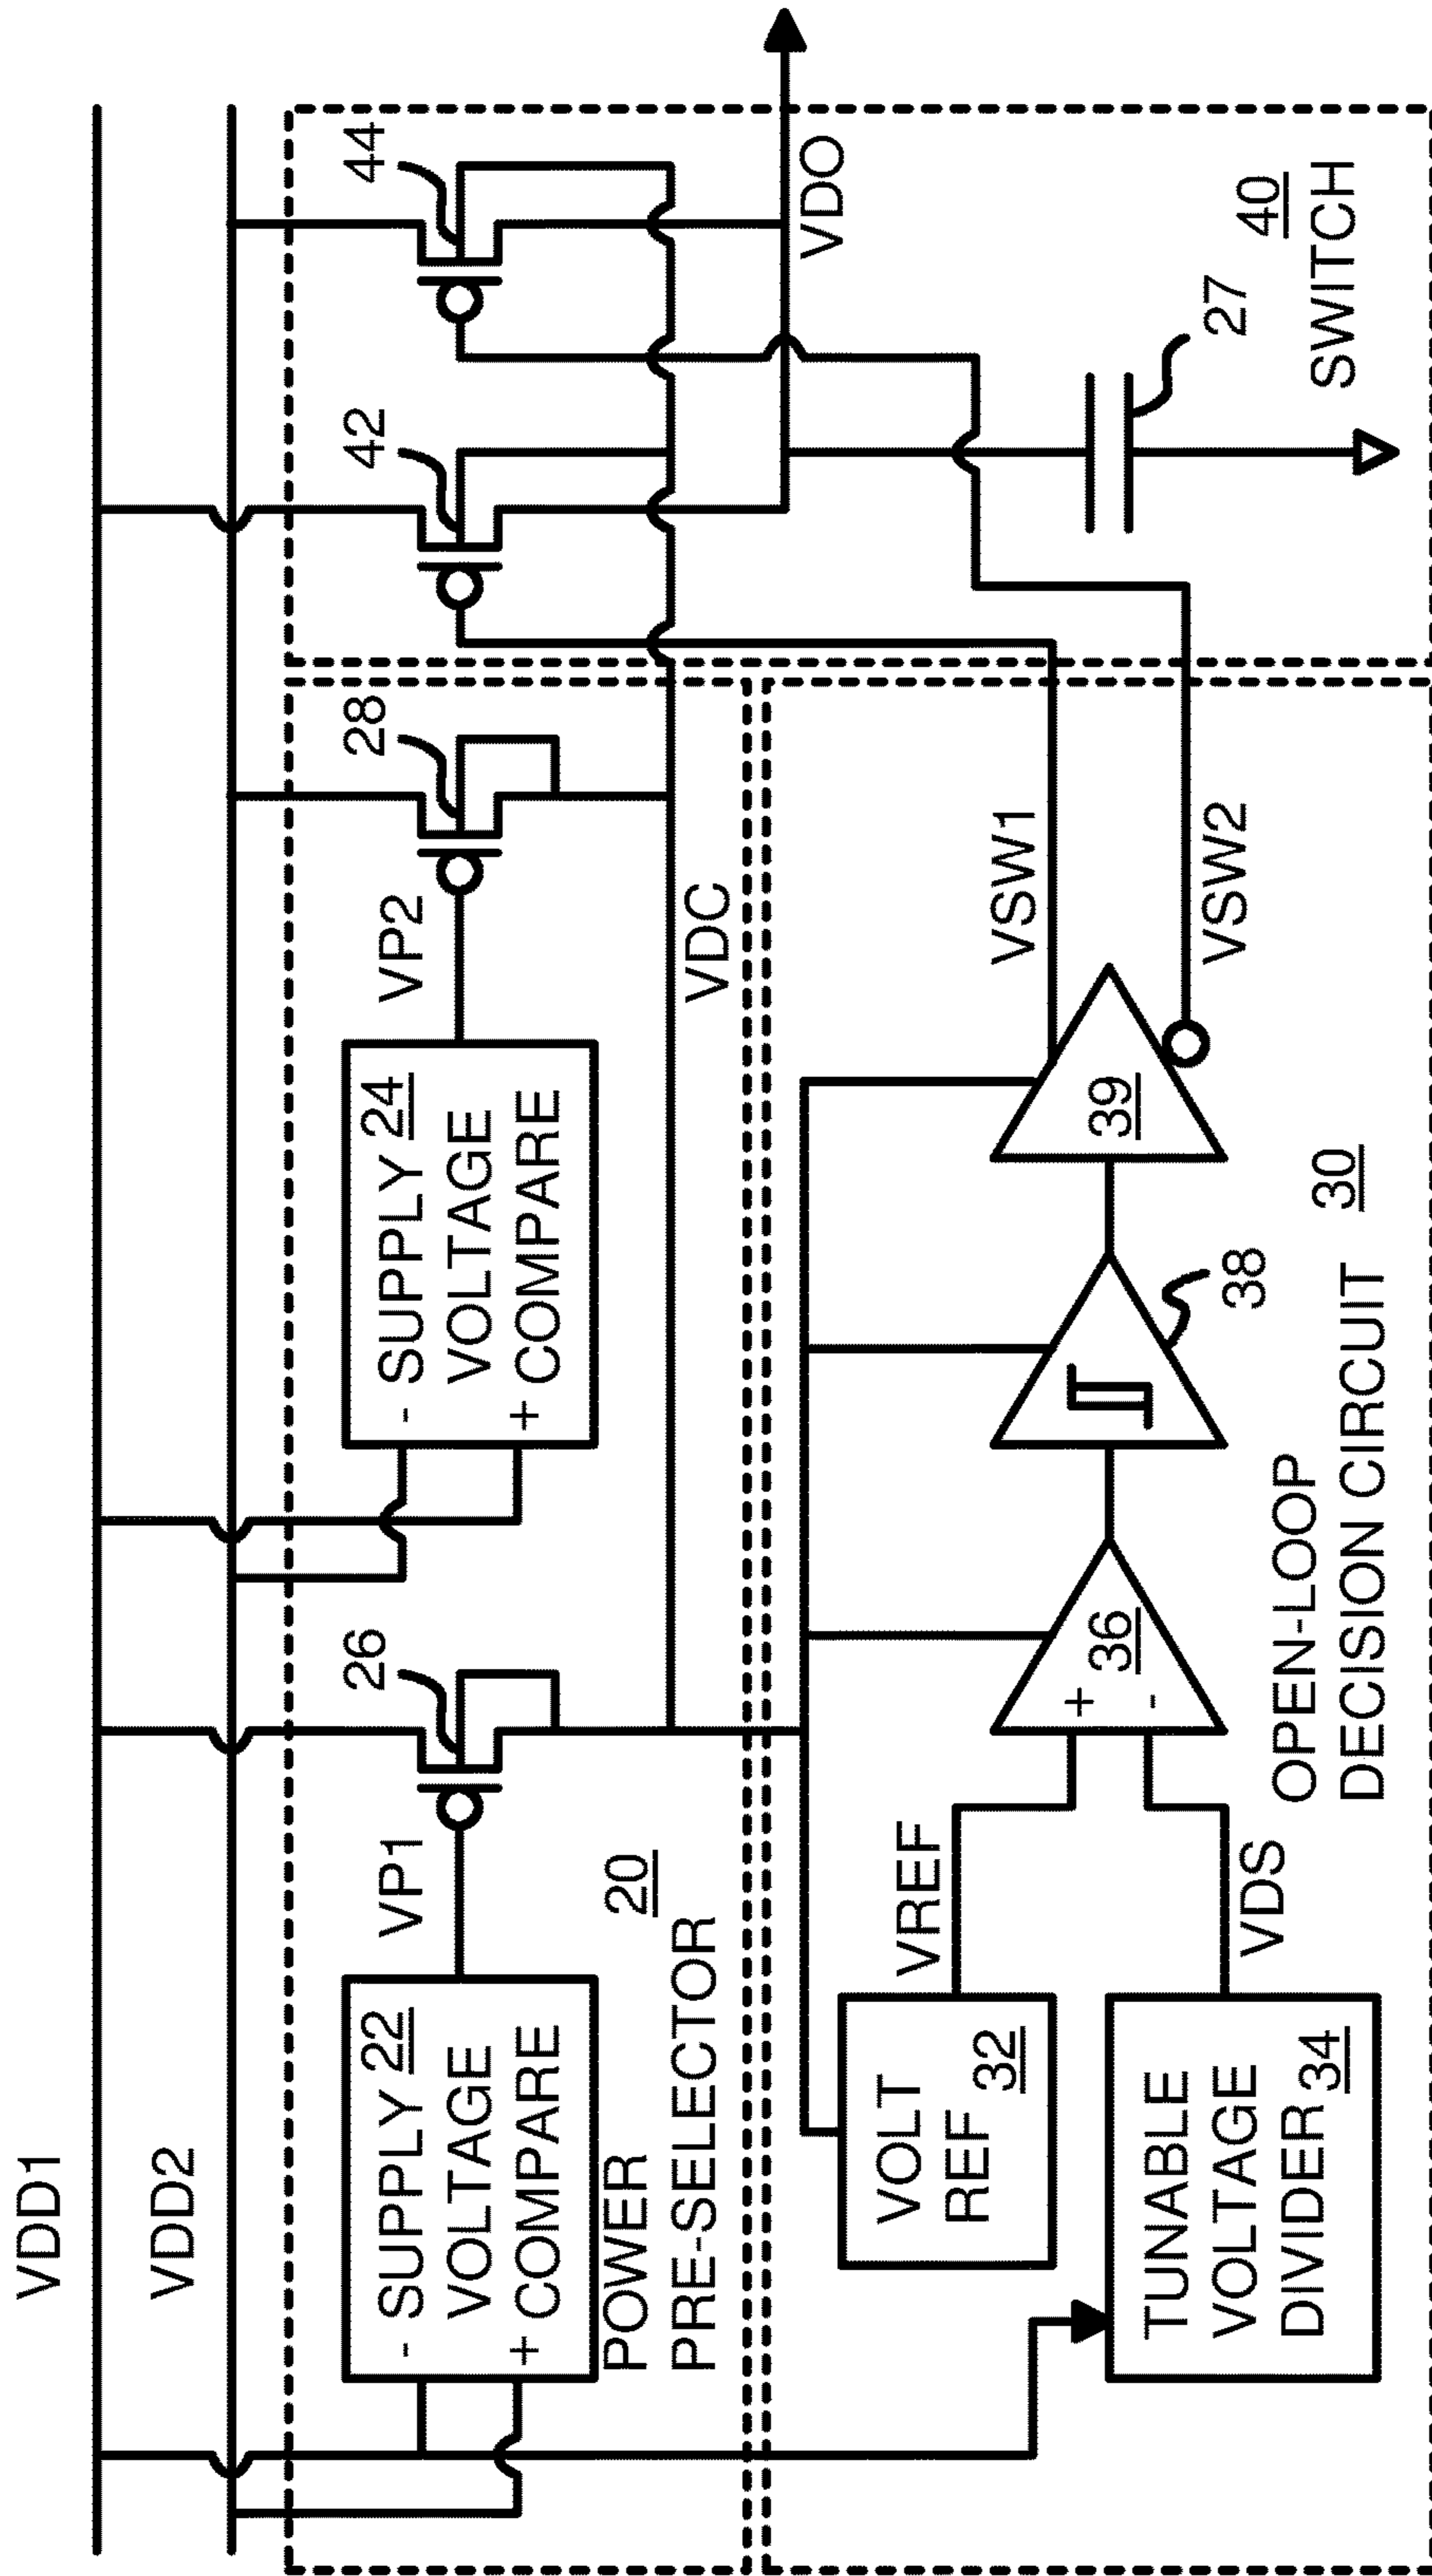 VDD1
VDD2
- SUPPLY 22
VOLTAGE
+ COMPARE
VP1
26
- SUPPLY 24
VOLTAGE
+ COMPARE
VP2
28
42
44
POWER 20
PRE-SELECTOR
VDC
VDO
VOLT
REF 32
VREF
TUNABLE
VOLTAGE
DIVIDER 34
VDS
+
36
-
38
39
VSW1
VSW2
27
OPEN-LOOP
DECISION CIRCUIT 30
40
SWITCH